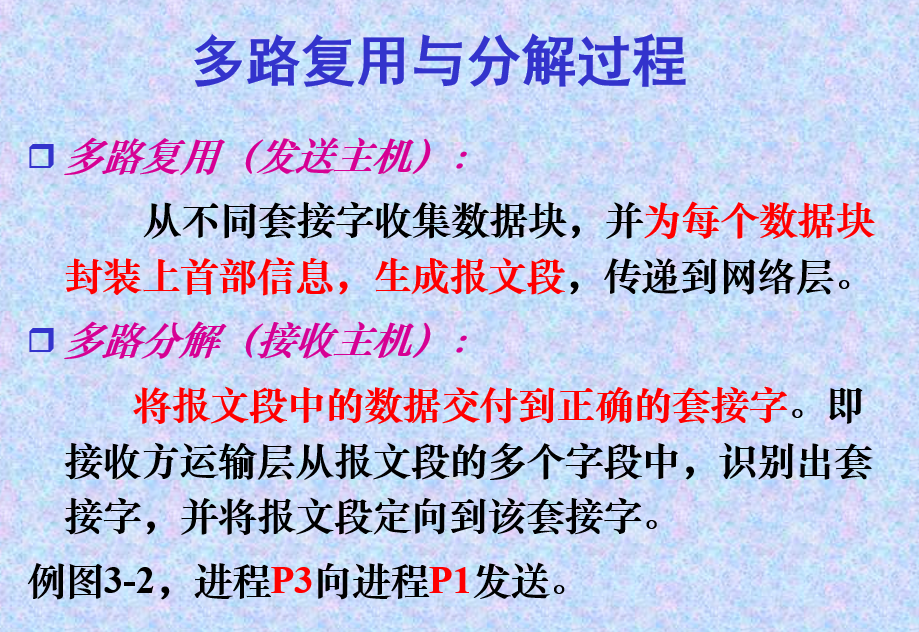 多路复用与分解过程
多路复用（发送主机）:
从不同套接字收集数据块，并为每个数据块
封装上首部信息，生成报文段，传递到网络层。
多路分解（接收主机）:
将报文段中的数据交付到正确的套接字。即
接收方运输层从报文段的多个字段中，识别出套
接字，并将报文段定向到该套接字。
例图3-2，进程P3向进程P1发送。